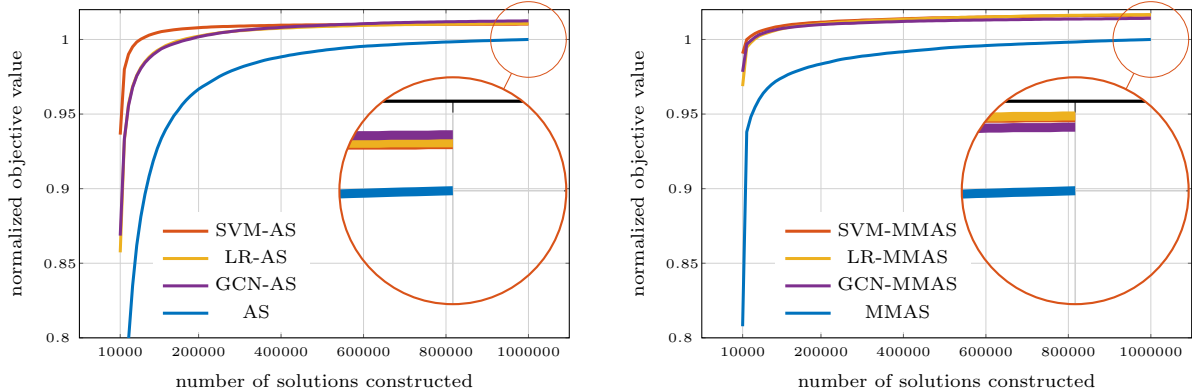 normalized objective value
1
0.95
0.9
0.85
0.8
SVM-AS
LR-AS
GCN-AS
AS
10000 200000 400000 600000 800000 1000000
number of solutions constructed
normalized objective value
1
0.95
0.9
0.85
0.8
SVM-MMAS
LR-MMAS
GCN-MMAS
MMAS
10000 200000 400000 600000 800000 1000000
number of solutions constructed